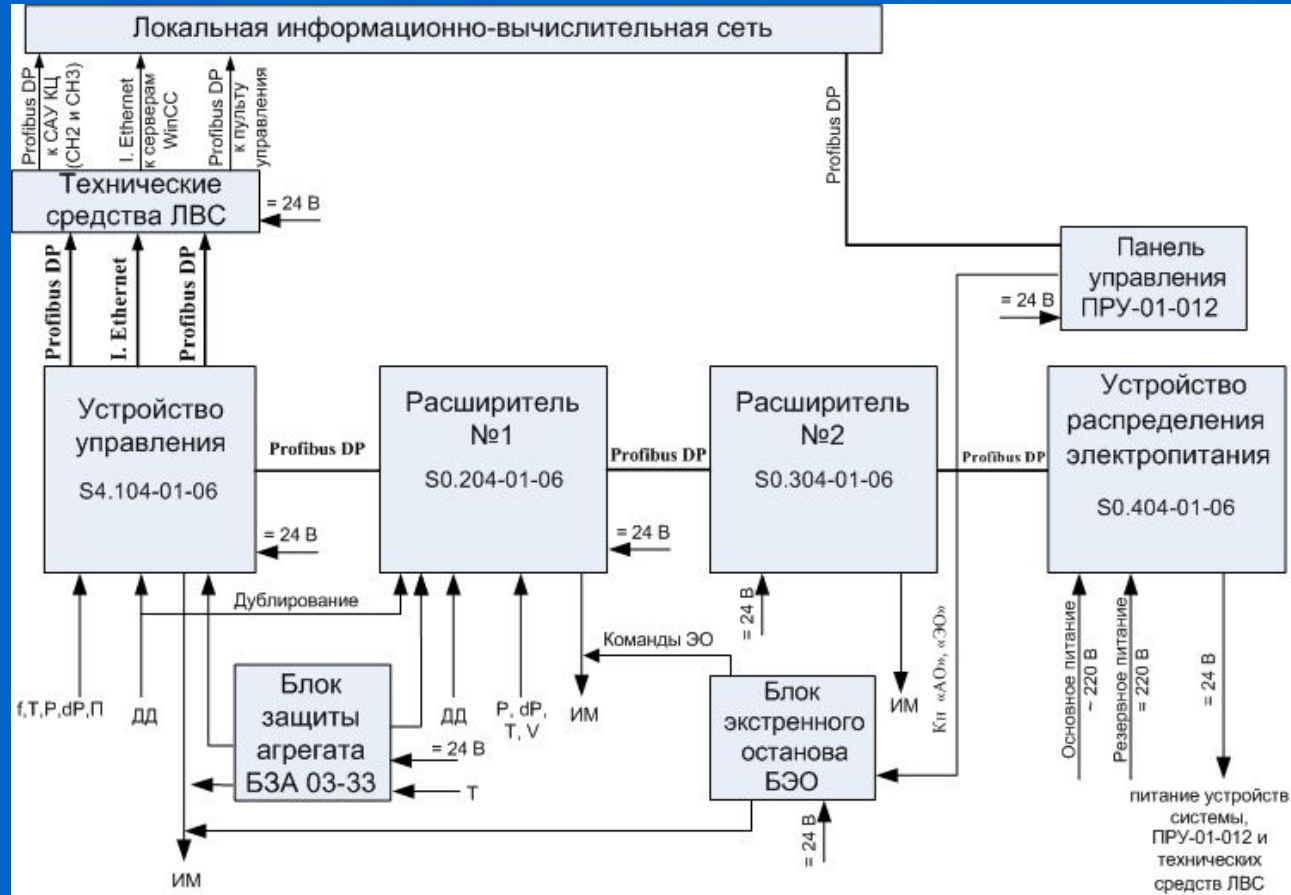 Локальная информационно-вычислительная сеть
Profibus DP
к САУ КЦ
(СН2 и СН3)
I. Ethernet
к серверам
WinCC
Profibus DP
к пульту
управления
Profibus DP
Технические
средства ЛВС
= 24 В
Profibus DP
I. Ethernet
Profibus DP
Панель
управления
ПРУ-01-012
= 24 В
Устройство
управления
S4.104-01-06
= 24 В
Profibus DP
Расширитель
№1
S0.204-01-06
= 24 В
Profibus DP
Расширитель
№2
S0.304-01-06
Profibus DP
Устройство
распределения
электропитания
S0.404-01-06
Дублирование
= 24 В
Команды ЭО
Кн «АО», «ЭО»
Основное питание
~ 220 В
Резервное питание
= 220 В
= 24 В
f,T,P,dP,П
ДД
Блок
защиты
агрегата
БЗА 03-33
= 24 В
Т
ДД
P, dP,
T, V
ИМ
Блок
экстренного
останова
БЭО
= 24 В
ИМ
ИМ
питание устройств
системы,
ПРУ-01-012 и
технических
средств ЛВС